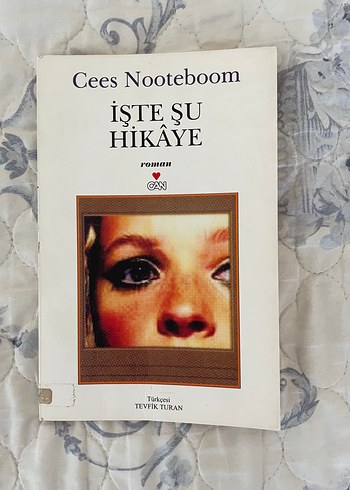 Cees Nooteboom
İŞTE ŞU
HİKÂYE
roman
CAN
Türkçesi
TEVFİK TURAN